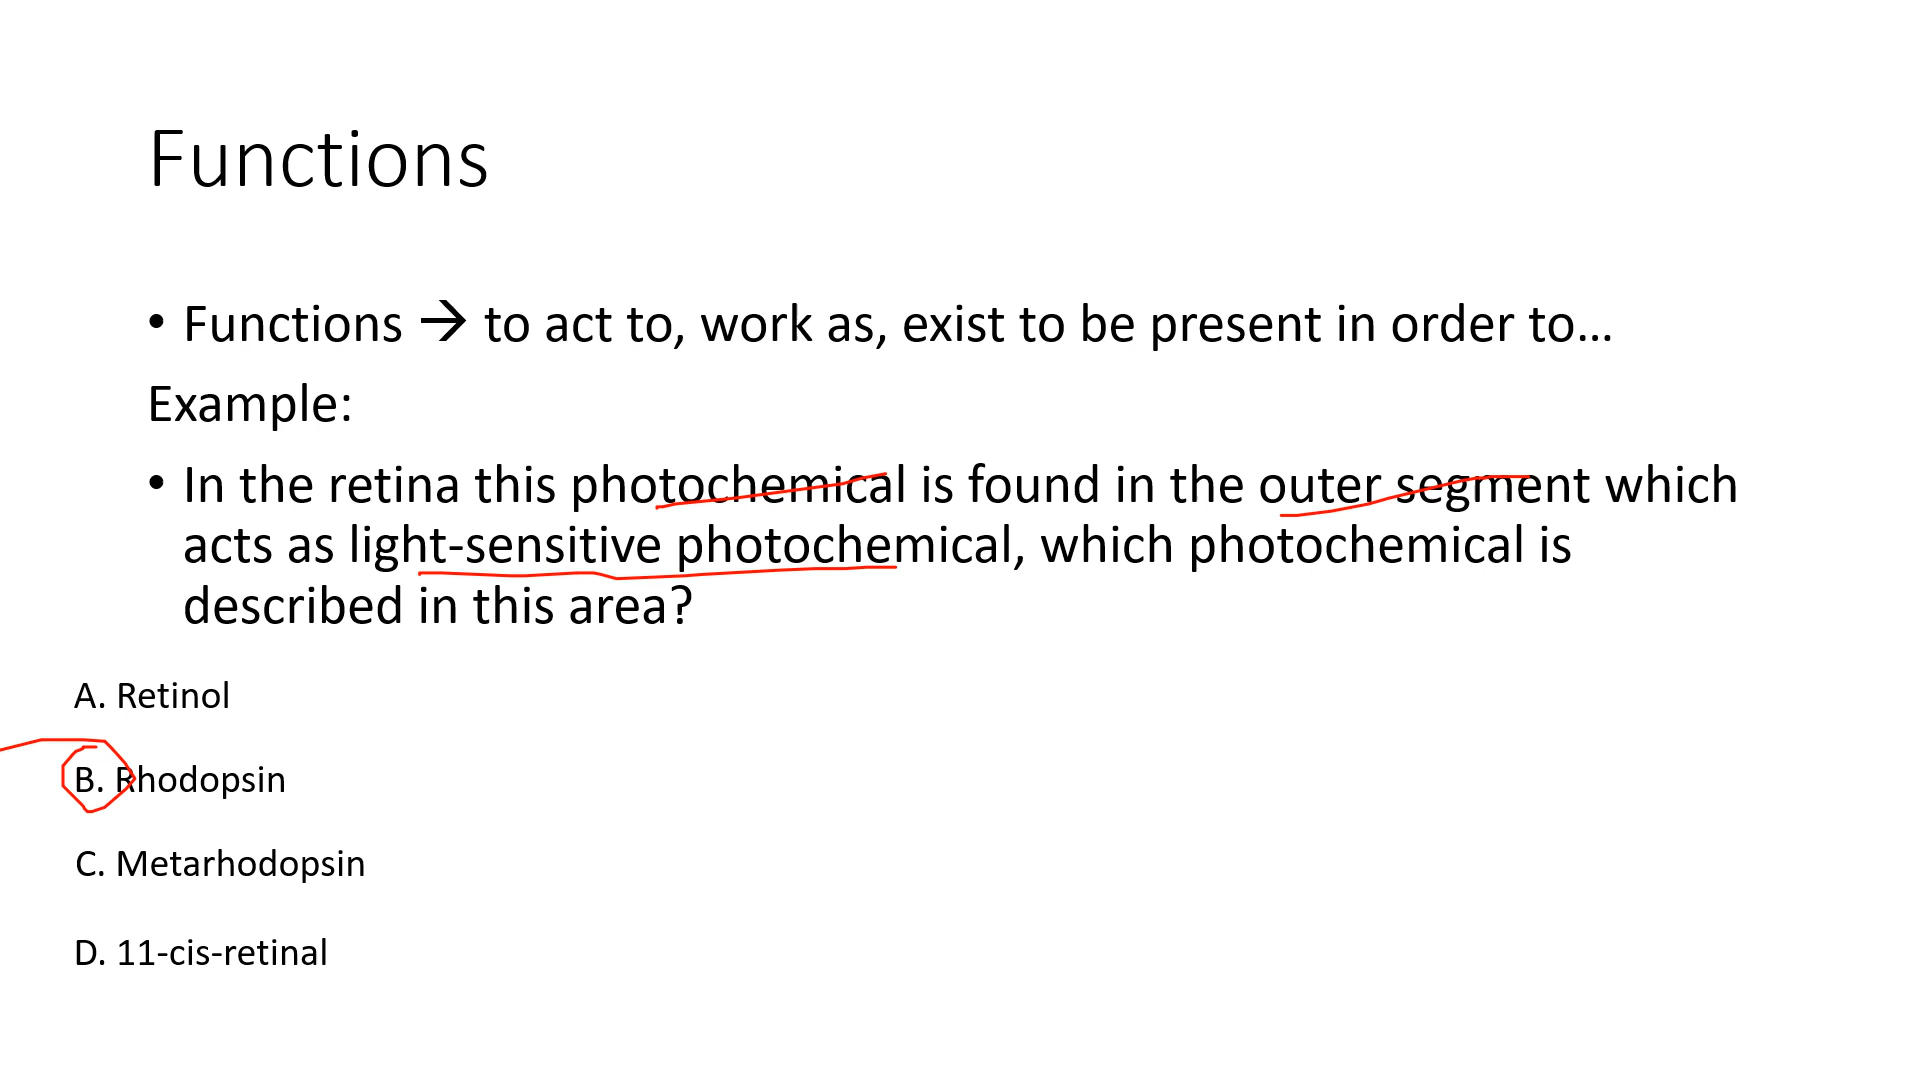 Functions
• Functions → to act to, work as, exist to be present in order to…
Example:
• In the retina this photochemical is found in the outer segment which
acts as light-sensitive photochemical, which photochemical is
described in this area?
A. Retinol
B. Rhodopsin
C. Metarhodopsin
D. 11-cis-retinal